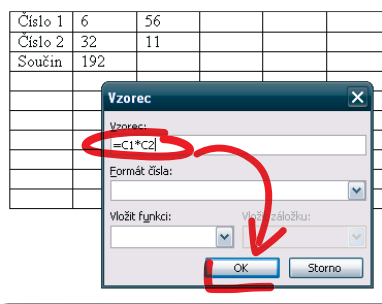 Číslo 1 6 56
Číslo 2 32 11
Součin 192
Vzorec
Vzorec:
=C1*C2
Formát čísla:
Vložit funkci: Vložit záložku:
OK Storno